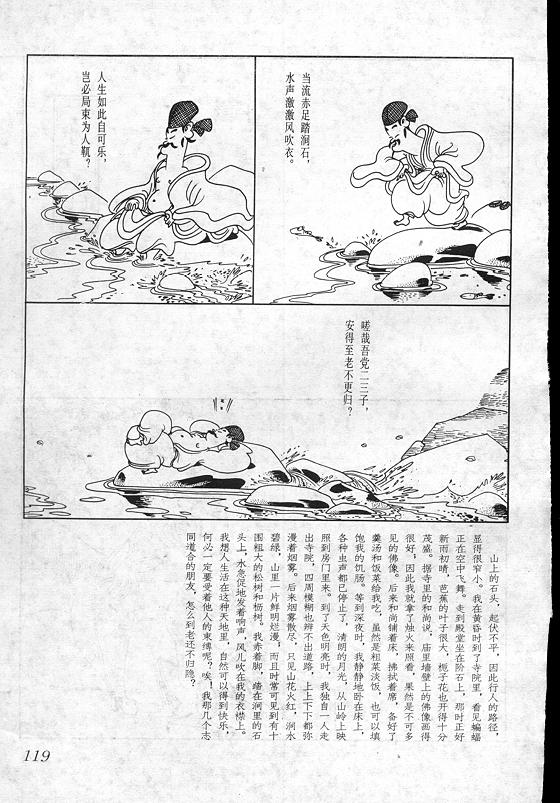 当流赤足踏涧石,
水声激激风吹衣。
人生如此自可乐,
岂必局束为人鞿?
嗟哉吾党二三子,
安得至老不更归?
山上的石头,起伏不平,因此行人的路径,
显得很窄小。我在黄昏时到了寺院里,看见蝙蝠
正在空中飞舞。走到殿堂坐在阶石上,那时正好
新雨初晴,芭蕉的叶子很大,栀子花也开得十分
茂盛。据寺里的和尚说,庙里墙壁上的佛像画得
很好,因此我就拿了烛火来照看,果然是不可多
见的佛像。后来和尚铺着床,拂拭着席,备好了
羹汤和饭菜给我吃,虽然是粗菜淡饭,也可以填
饱我的饥肠。等到深夜时,我静静地卧在床上,
各种虫声都已停止了,清朗的月光,从山岭上映
照到房门里来。到了天色明亮时,我独自一人走
出寺院,四周模糊也辨不出道路,上上下下都弥
漫着烟雾。后来烟雾散尽,只见山花火红,涧水
碧绿,山里一片鲜明烂漫,而且时常可见到有十
围粗大的松树和枥树。我赤着脚,踏在涧里的石
头上,水急促地发着响声,风儿吹在我的衣襟上。
我想人生活在这种天地里,自然可以得到快乐,
何必一定要受着他人的束缚呢?唉!我那几个志
同道合的朋友,怎么到老还不归隐?
119